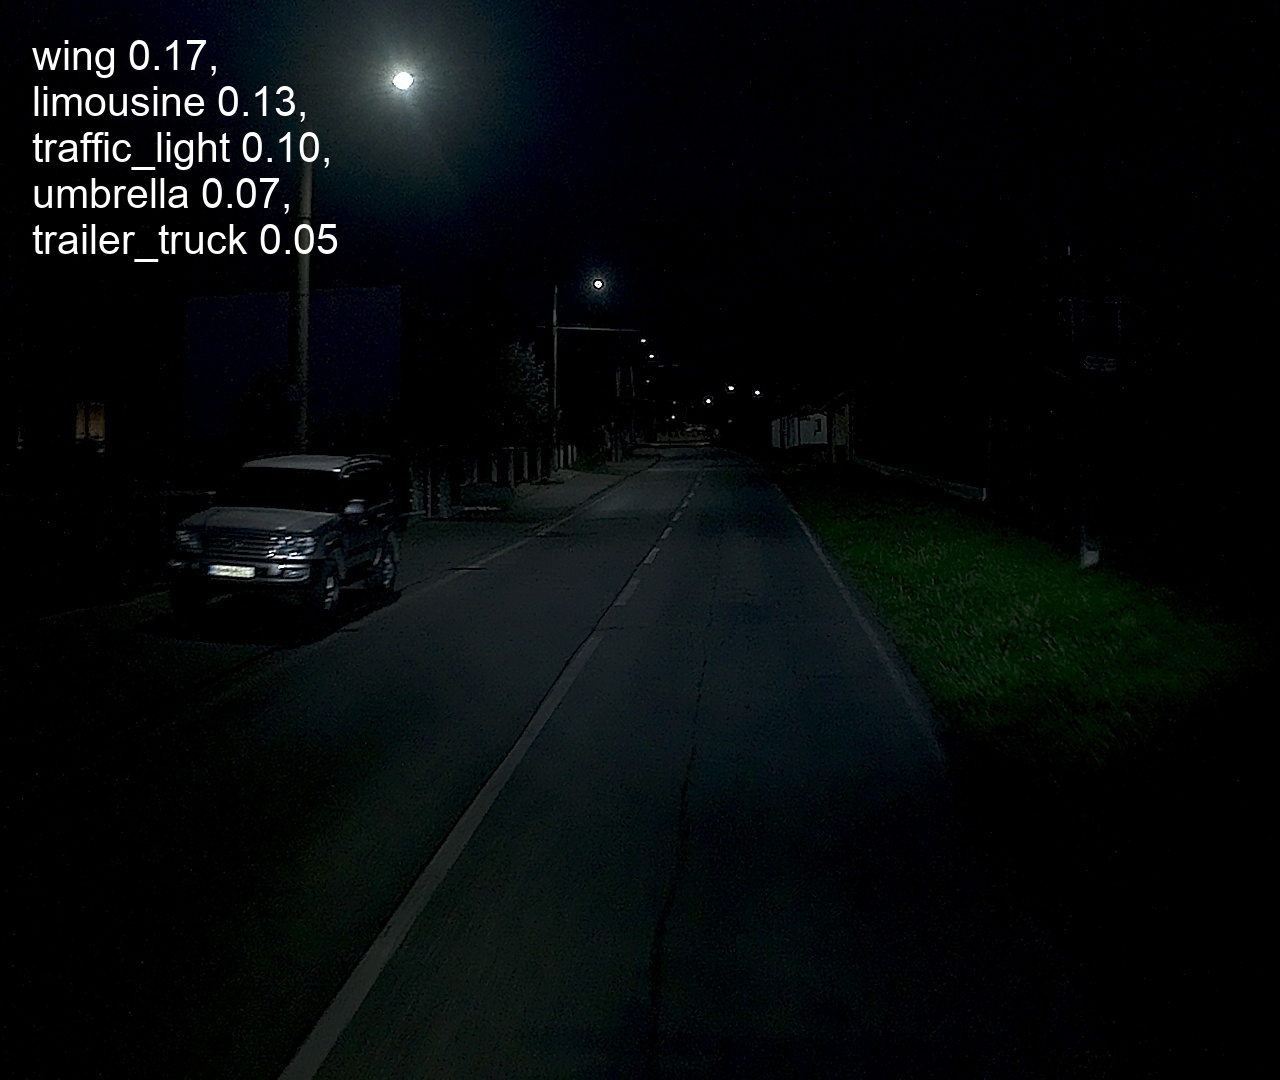 wing 0.17,
limousine 0.13,
traffic_light 0.10,
umbrella 0.07,
trailer_truck 0.05